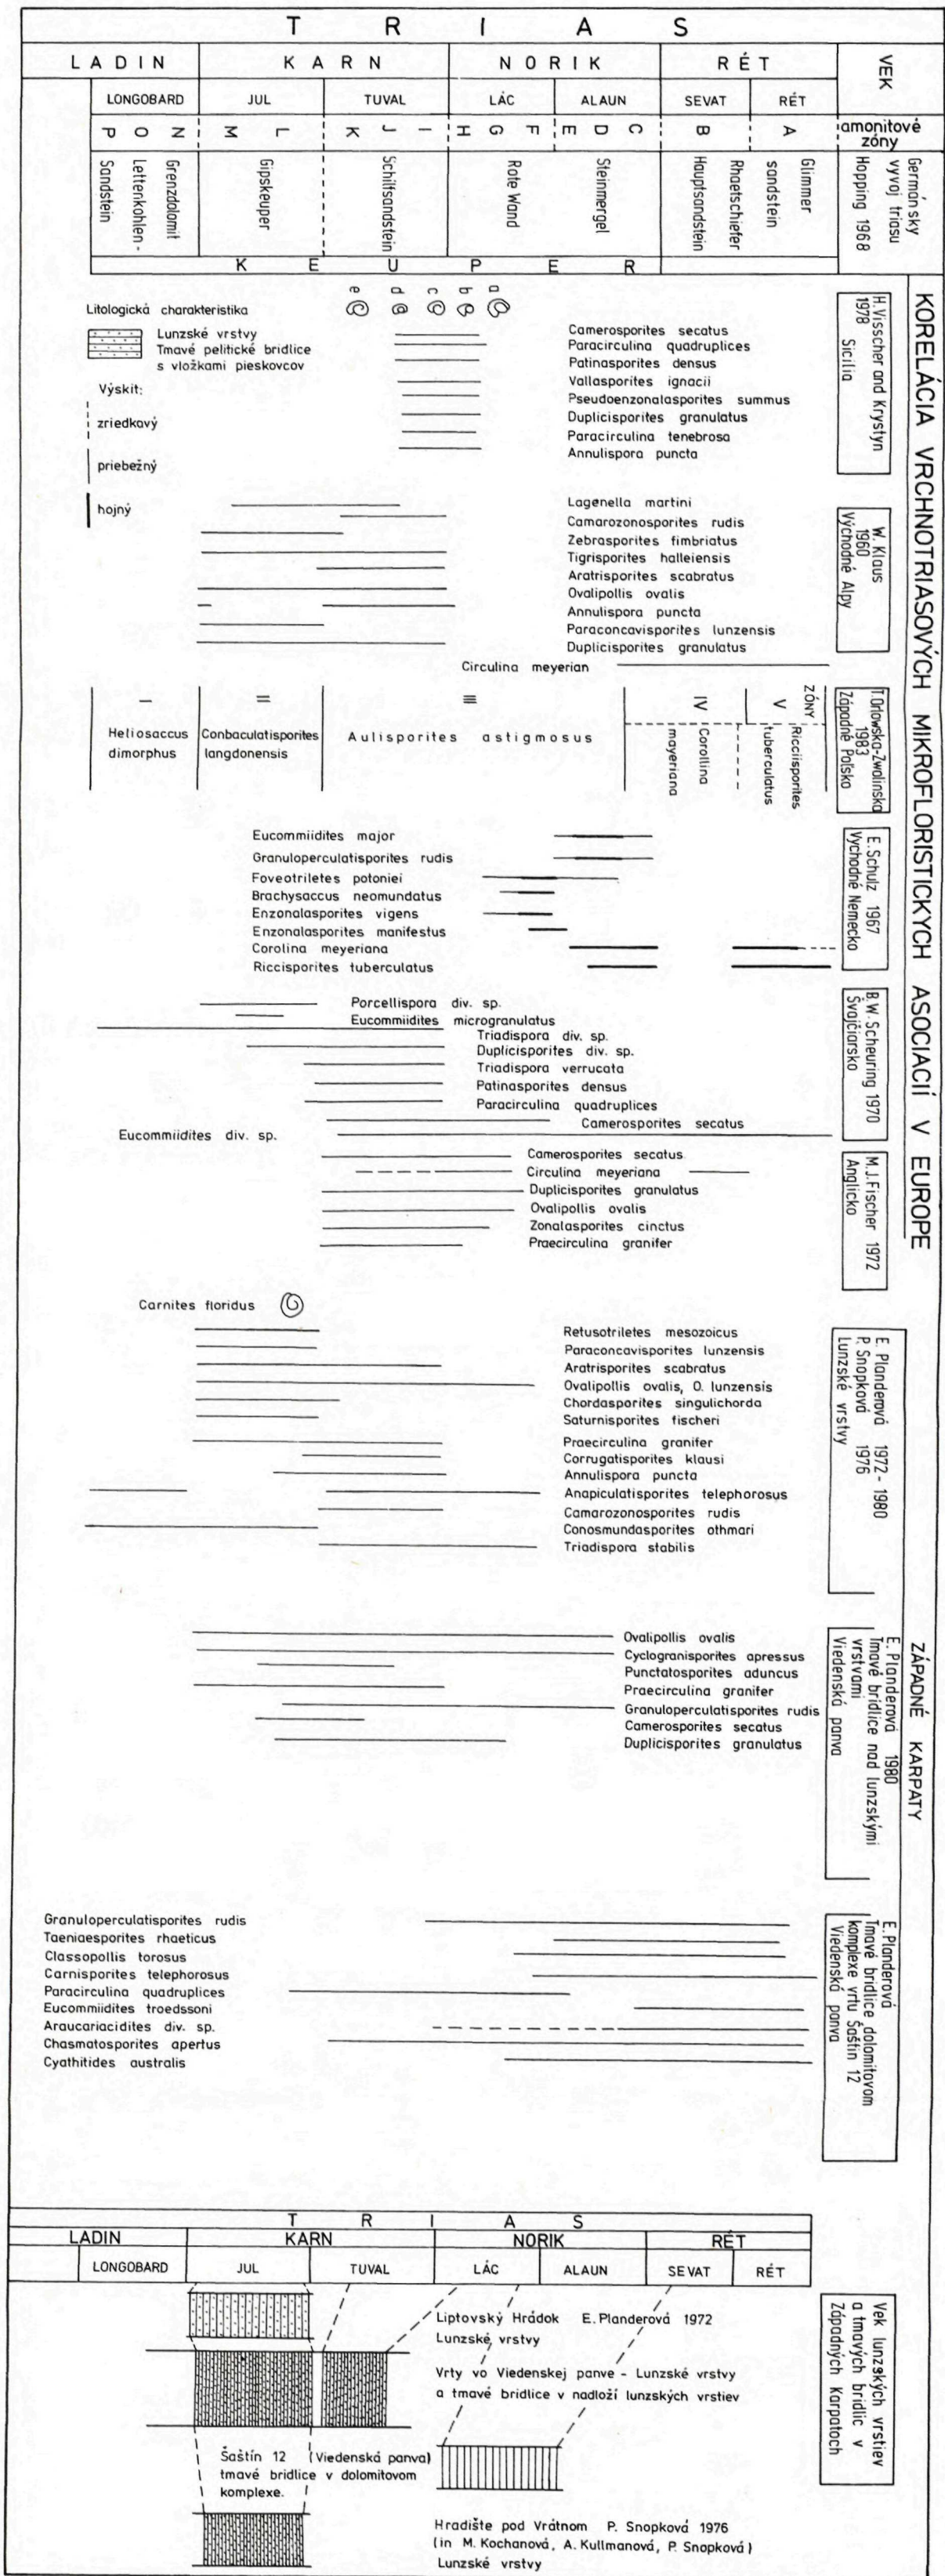 T R I A S
LADIN KARN NORIK RÉT VEK
LONGOBARD JUL TUVAL LÁC ALAUN SEVAT RÉT
P O N M L K J I H G F E D C B A amonitové zóny
Sandstein
Lettenkohlen-
Grenzdolomit
Gipskeuper
Schilfsandstein
Rote Wand
Steinmergel
Hauptsandstein
Rhaetschiefer
sandstein
Glimmer
Germánsky
vyvoj triasu
Hopping 1968
K E U P E R
KORELÁCIA VRCHNOTRIASOVÝCH MIKROFLORISTICKYCH ASOCIACIÍ V EUROPE
e d c b a
Litologická charakteristika
Lunzské vrstvy
Tmavé pelitické bridlice
s vložkami pieskovcov
Výskit:
zriedkavý
priebežný
hojný
H. Visscher and Krystyn
1978
Sicília
Camerosporites secatus
Paracirculina quadruplices
Patinasporites densus
Vallasporites ignacii
Pseudoenzonalasporites summus
Duplicisporites granulatus
Paracirculina tenebrosa
Annulispora puncta
W. Klaus
1960
Východné Alpy
Lagenella martini
Camarozonosporites rudis
Zebrasporites fimbriatus
Tigrisporites halleiensis
Aratrisporites scabratus
Ovalipollis ovalis
Annulispora puncta
Paraconcavisporites lunzensis
Duplicisporites granulatus
Circulina meyerian
T. Orlowska-Zwolinska
1983
Západné Poľsko
ZÓNY
I II III IV V
Heliosaccus
dimorphus
Conbaculatisporites
langdonensis
Aulisporites astigmosus
Corollina
mayeriana
Ricciisporites
tuberculatus
E. Schulz 1967
Vychodné Nemecko
Eucommiidites major
Granuloperculatisporites rudis
Foveotriletes potoniei
Brachysaccus neomundatus
Enzonalasporites vigens
Enzonalasporites manifestus
Corolina meyeriana
Riccisporites tuberculatus
B. W. Scheuring 1970
Švajčiarsko
Porcellispora div. sp.
Eucommiidites microgranulatus
Triadispora div. sp.
Duplicisporites div. sp.
Triadispora verrucata
Patinasporites densus
Paracirculina quadruplices
Camerosporites secatus
Eucommiidites div. sp.
M. J. Fischer 1972
Anglicko
Camerosporites secatus
Circulina meyeriana
Duplicisporites granulatus
Ovalipollis ovalis
Zonalasporites cinctus
Praecirculina granifer
Carnites floridus
ZÁPADNÉ KARPATY
E. Planderová 1972-1980
P. Snopková 1976
Lunzské vrstvy
Retusotriletes mesozoicus
Paraconcavisporites lunzensis
Aratrisporites scabratus
Ovalipollis ovalis, O. lunzensis
Chordasporites singulichorda
Saturnisporites fischeri
Praecirculina granifer
Corrugatisporites klausi
Annulispora puncta
Anapiculatisporites telephorosus
Camarozonosporites rudis
Conosmundasporites othmari
Triadispora stabilis
E. Planderová 1980
Tmavé bridlice nad lunzskými
vrstvami
Viedenská panva
Ovalipollis ovalis
Cyclogranisporites apressus
Punctatosporites aduncus
Praecirculina granifer
Granuloperculatisporites rudis
Camerosporites secatus
Duplicisporites granulatus
E. Planderová
Tmavé bridlice dolomitovom
komplexe vrtu Šaštín 12
Viedenská panva
Granuloperculatisporites rudis
Taeniaesporites rhaeticus
Classopollis torosus
Carnisporites telephorosus
Paracirculina quadruplices
Eucommiidites troedssoni
Araucariacidites div. sp.
Chasmatosporites apertus
Cyathitides australis
T R I A S
LADIN KARN NORIK RÉT
LONGOBARD JUL TUVAL LÁC ALAUN SEVAT RÉT
Vek lunzských vrstiev
a tmavých bridlic v
Západných Karpatoch
Liptovský Hrádok E. Planderová 1972
Lunzské vrstvy
Vrty vo Viedenskej panve - Lunzské vrstvy
a tmavé bridlice v nadloží lunzských vrstiev
Šaštín 12 (Viedenská panva)
tmavé bridlice v dolomitovom
komplexe.
Hradište pod Vrátnom P. Snopková 1976
(in M. Kochanová, A. Kullmanová, P. Snopková)
Lunzské vrstvy